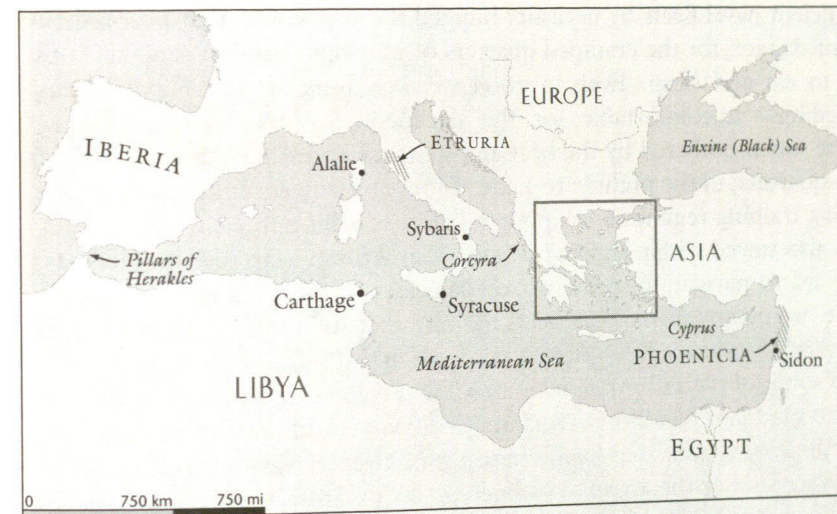 EUROPE
IBERIA
ETRURIA
Euxine (Black) Sea
Alalie
Sybaris
Corcyra
ASIA
Pillars of
Herakles
Carthage
Syracuse
Cyprus
Mediterranean Sea
PHOENICIA
Sidon
LIBYA
EGYPT
0 750 km 750 mi